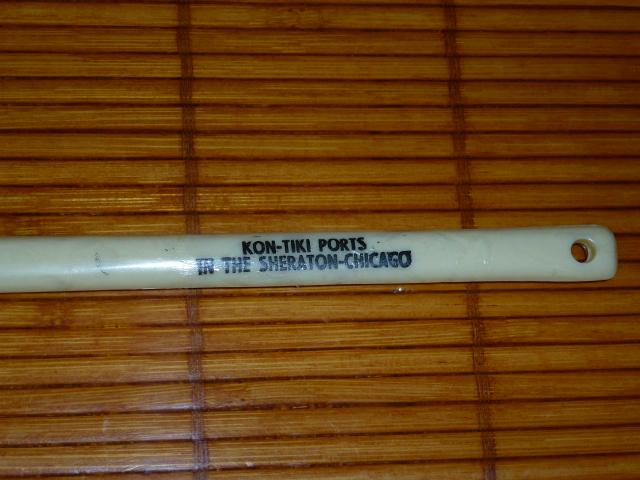 KON-TIKI PORTS
IN THE SHERATON-CHICAGO